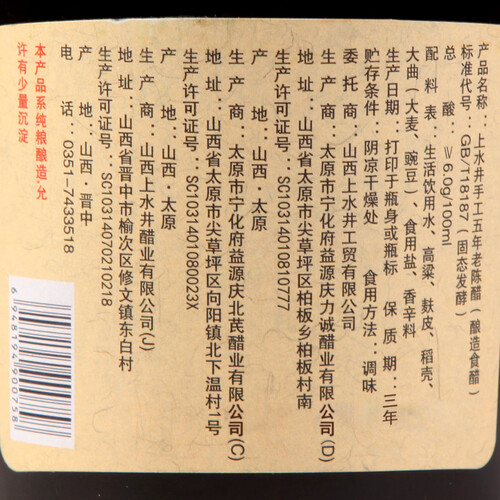 产品名称：上水井手工五年老陈醋（酿造食醋）
标准代号：GB/T18187（固态发酵）
总酸：≥6.0g/100ml
配料表：生活饮用水、高粱、麸皮、稻壳、
大曲（大麦、豌豆）、食用盐、香辛料
生产日期：打印于瓶身或瓶标 保质期：三年
贮存条件：阴凉干燥处 食用方法：调味
委托商：山西上水井工贸有限公司
生产商：太原市宁化府益源庆力诚醋业有限公司(D)
地址：山西省太原市尖草坪区柏板乡柏板村南
生产许可证号：SC10314010810777
产地：山西·太原
生产商：太原市宁化府益源庆北芪醋业有限公司(C)
地址：山西省太原市尖草坪区向阳镇北下温村1号
生产许可证号：SC1031401080023X
产地：山西·太原
生产商：山西上水井醋业有限公司(J)
地址：山西省晋中市榆次区修文镇东白村
生产许可证号：SC10314070210218
产地：山西·晋中
电话：0351-7433518
本产品系纯粮酿造,允
许有少量沉淀
6948194900758